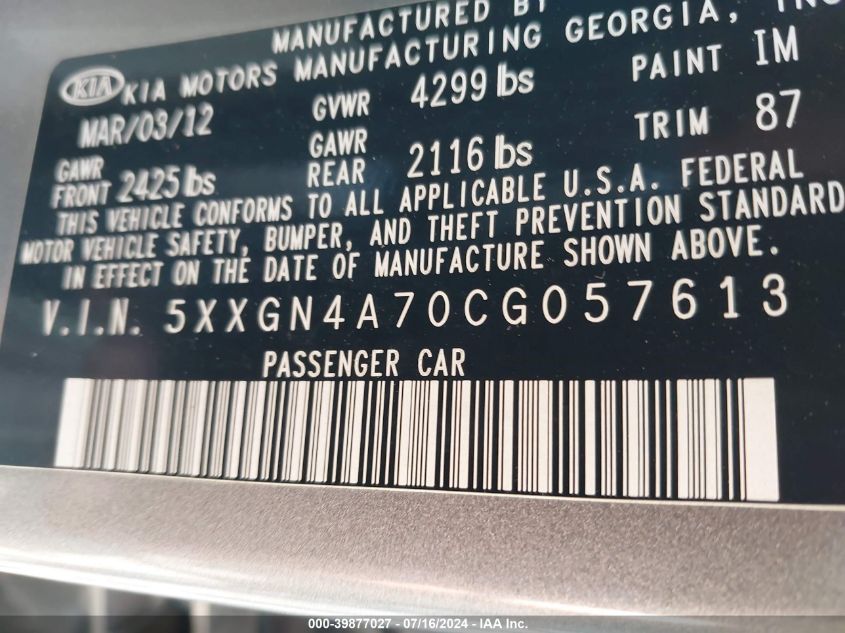 MANUFACTURED BY
KIA KIA MOTORS MANUFACTURING GEORGIA, INC
MAR/03/12 GVWR 4299 lbs PAINT IM
GAWR FRONT 2425 lbs GAWR REAR 2116 lbs TRIM 87
THIS VEHICLE CONFORMS TO ALL APPLICABLE U.S.A. FEDERAL
MOTOR VEHICLE SAFETY, BUMPER, AND THEFT PREVENTION STANDARD
IN EFFECT ON THE DATE OF MANUFACTURE SHOWN ABOVE.
V.I.N. 5XXGN4A70CG057613
PASSENGER CAR
000-39877027 - 07/16/2024 - IAA Inc.